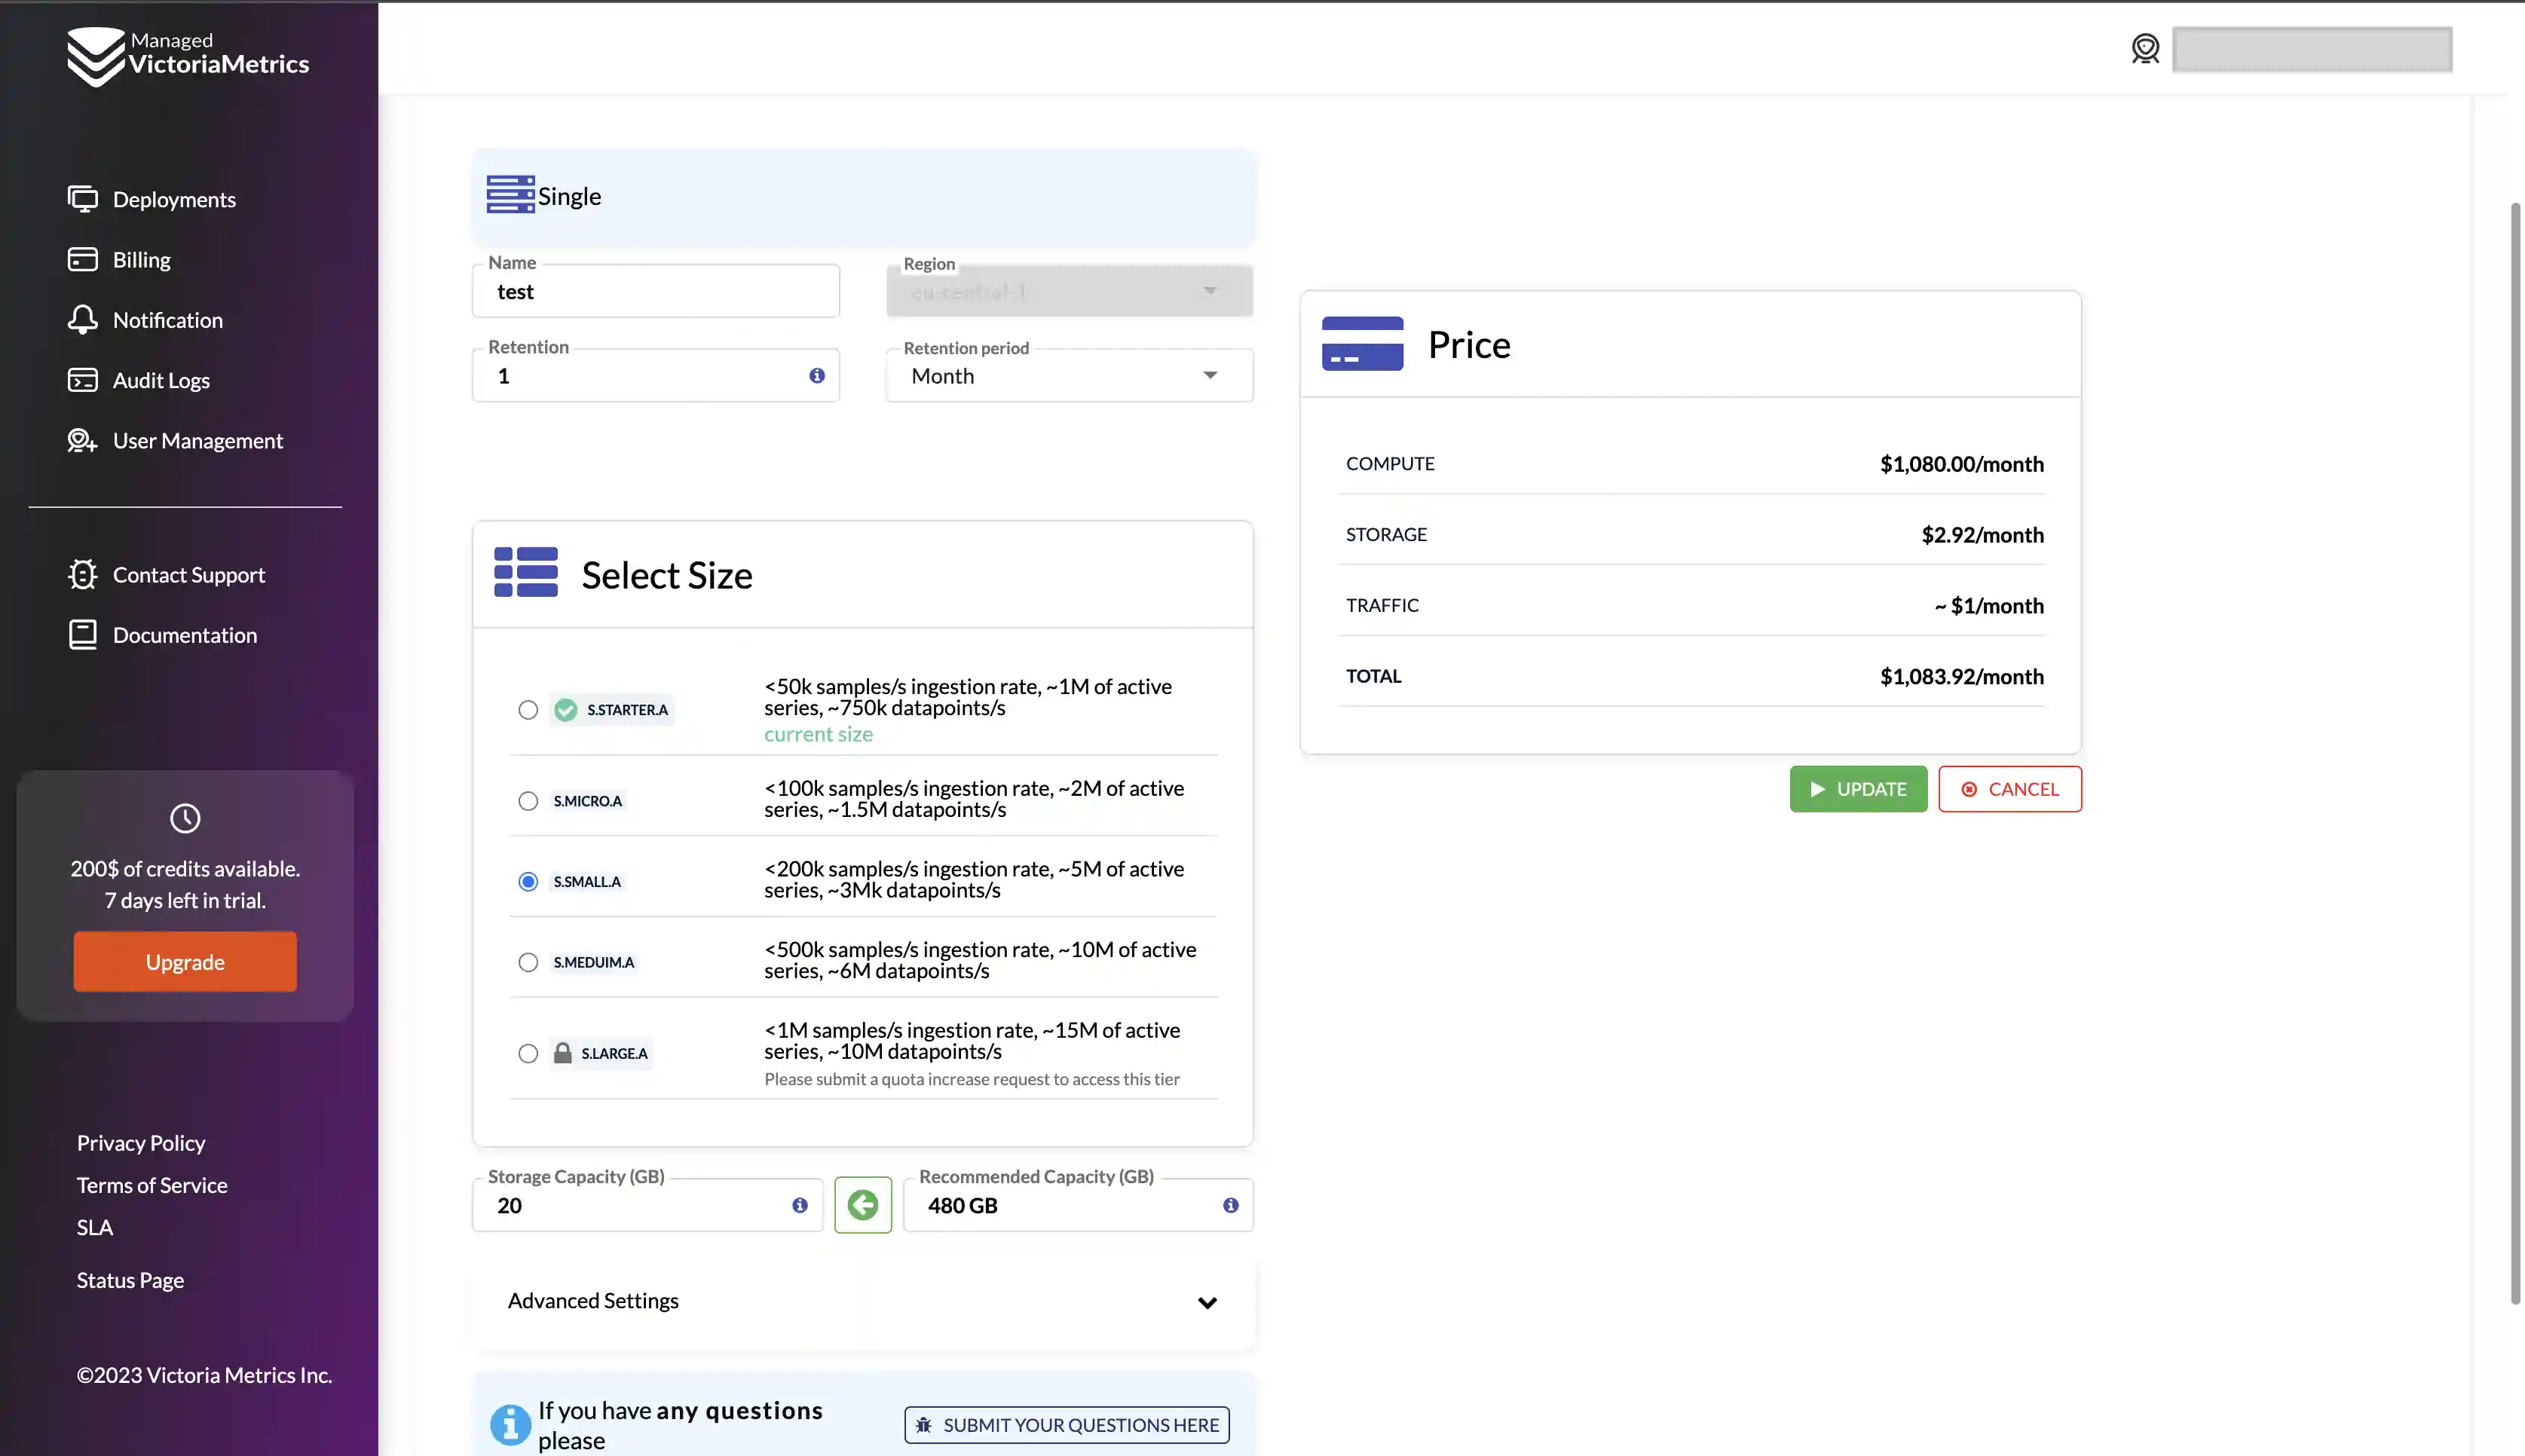 Managed
VictoriaMetrics
Deployments
Billing
Notification
Audit Logs
User Management
Contact Support
Documentation
200$ of credits available.
7 days left in trial.
Upgrade
Privacy Policy
Terms of Service
SLA
Status Page
©2023 Victoria Metrics Inc.
Single
Name
test
Region
eu-central-1
Retention
1
Retention period
Month
Select Size
S.STARTER.A
<50k samples/s ingestion rate, ~1M of active
series, ~750k datapoints/s
current size
S.MICRO.A
<100k samples/s ingestion rate, ~2M of active
series, ~1.5M datapoints/s
S.SMALL.A
<200k samples/s ingestion rate, ~5M of active
series, ~3Mk datapoints/s
S.MEDUIM.A
<500k samples/s ingestion rate, ~10M of active
series, ~6M datapoints/s
S.LARGE.A
<1M samples/s ingestion rate, ~15M of active
series, ~10M datapoints/s
Please submit a quota increase request to access this tier
Storage Capacity (GB)
20
Recommended Capacity (GB)
480 GB
Advanced Settings
If you have any questions
please
SUBMIT YOUR QUESTIONS HERE
Price
COMPUTE $1,080.00/month
STORAGE $2.92/month
TRAFFIC ~ $1/month
TOTAL $1,083.92/month
UPDATE
CANCEL